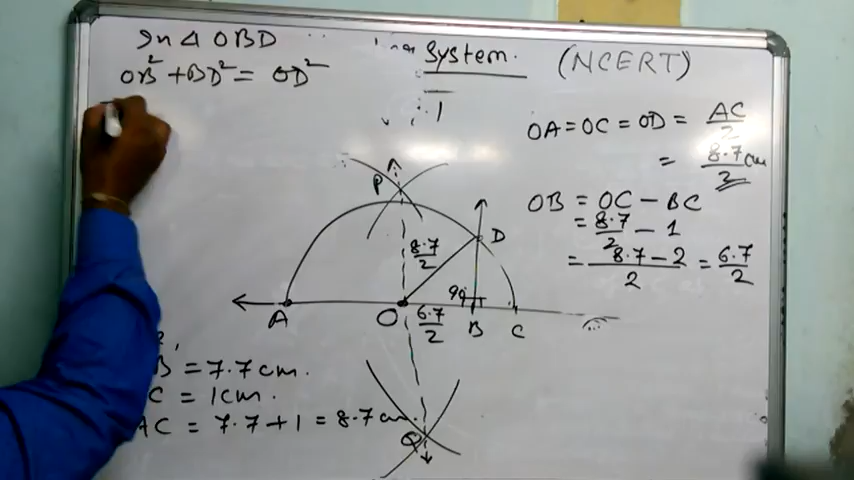 In △ OBD
OB² + BD² = OD²
System. (NCERT)
OA = OC = OD = AC/2
= 8.7/2 cm
OB = OC - BC
= 8.7/2 - 1
= 8.7 - 2/2 = 6.7/2
P
D
8.7/2
90°
A
O
6.7/2
B
C
B = 7.7 cm.
C = 1 cm.
AC = 7.7 + 1 = 8.7 cm.
Q